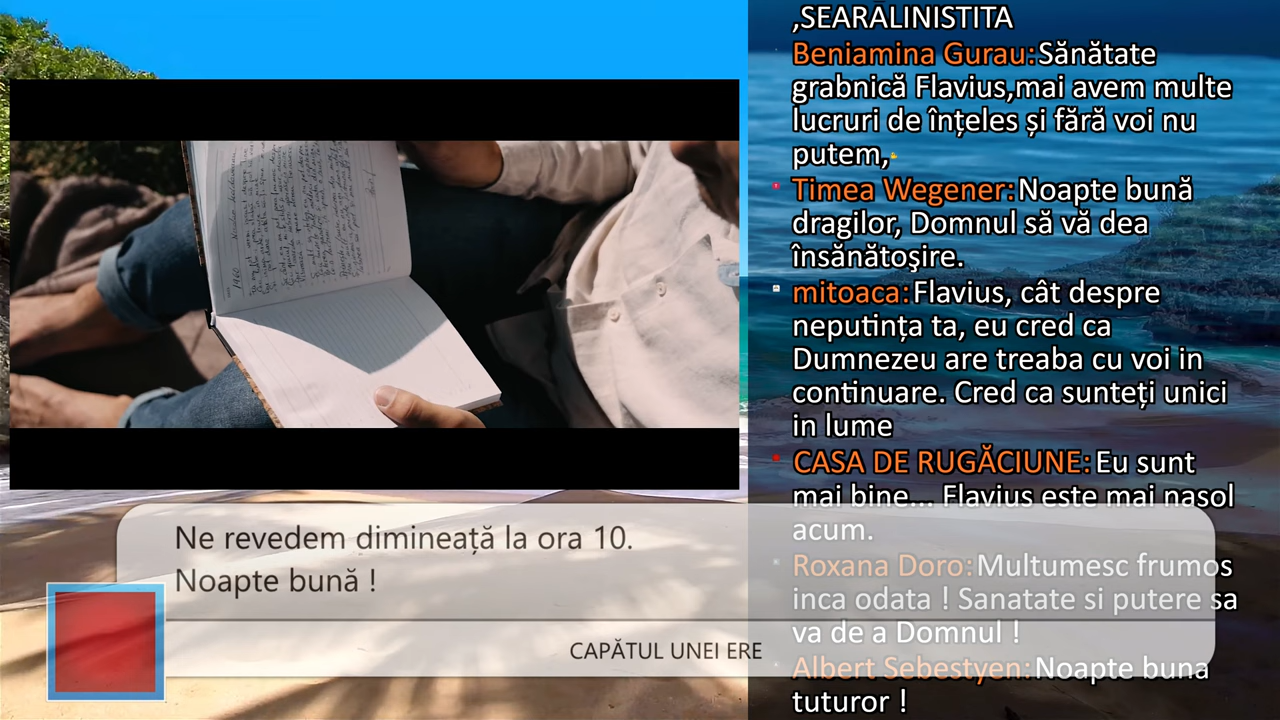 ,SEARĂLINISTITA
Beniamina Gurau: Sănătate
grabnică Flavius,mai avem multe
lucruri de înțeles și fără voi nu
putem,
Timea Wegener: Noapte bună
dragilor, Domnul să vă dea
însănătoşire.
mitoaca: Flavius, cât despre
neputința ta, eu cred ca
Dumnezeu are treaba cu voi in
continuare. Cred ca sunteți unici
in lume
CASA DE RUGĂCIUNE: Eu sunt
mai bine... Flavius este mai nasol
acum.
Roxana Doro: Multumesc frumos
inca odata ! Sanatate si putere sa
va de a Domnul !
Albert Sebestyen: Noapte buna
tuturor !
Ne revedem dimineață la ora 10.
Noapte bună !
CAPĂTUL UNEI ERE
1960